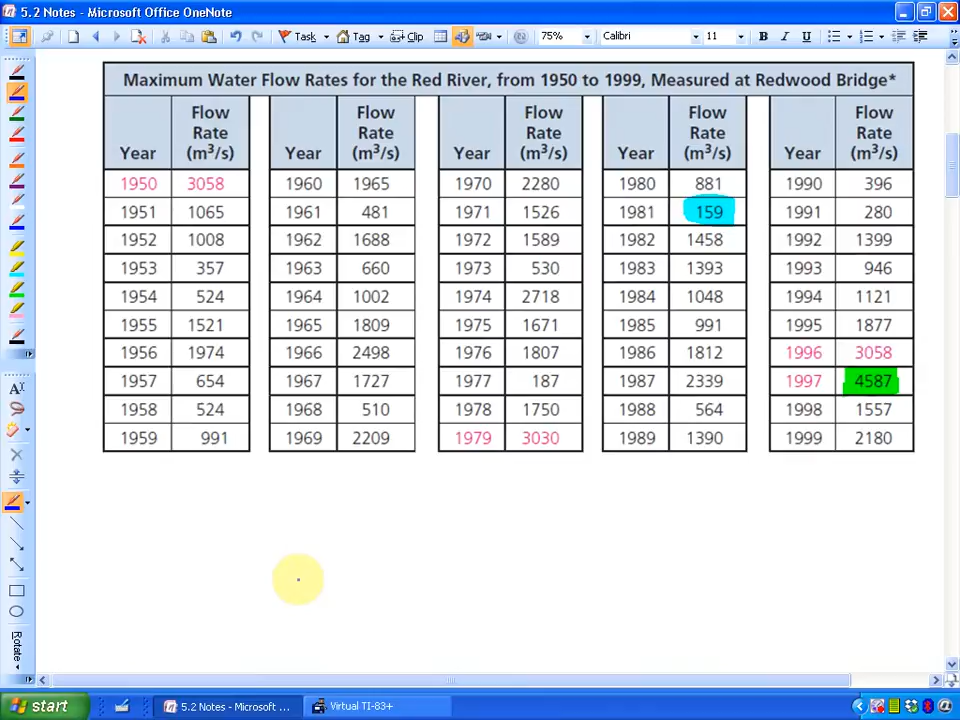 5.2 Notes - Microsoft Office OneNote
Task Tag Clip 75% Calibri 11 B I U
Maximum Water Flow Rates for the Red River, from 1950 to 1999, Measured at Redwood Bridge*
Year Flow Rate (m³/s) Year Flow Rate (m³/s) Year Flow Rate (m³/s) Year Flow Rate (m³/s) Year Flow Rate (m³/s)
1950 3058 1960 1965 1970 2280 1980 881 1990 396
1951 1065 1961 481 1971 1526 1981 159 1991 280
1952 1008 1962 1688 1972 1589 1982 1458 1992 1399
1953 357 1963 660 1973 530 1983 1393 1993 946
1954 524 1964 1002 1974 2718 1984 1048 1994 1121
1955 1521 1965 1809 1975 1671 1985 991 1995 1877
1956 1974 1966 2498 1976 1807 1986 1812 1996 3058
1957 654 1967 1727 1977 187 1987 2339 1997 4587
1958 524 1968 510 1978 1750 1988 564 1998 1557
1959 991 1969 2209 1979 3030 1989 1390 1999 2180
Rotate
start 5.2 Notes - Microsoft ... Virtual TI-83+